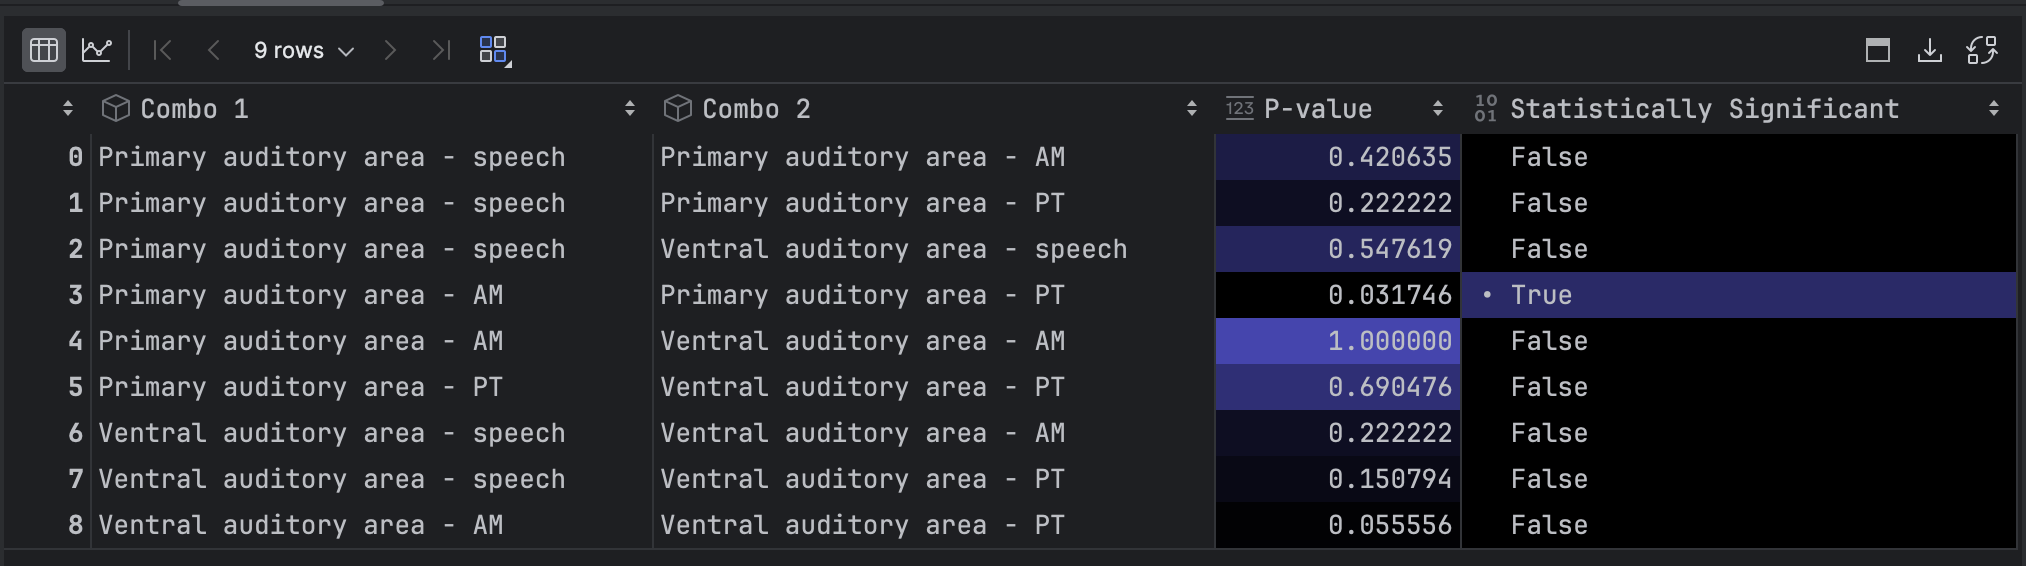 9 rows
Combo 1 Combo 2 123 P-value 10 01 Statistically Significant
0 Primary auditory area - speech Primary auditory area - AM 0.420635 False
1 Primary auditory area - speech Primary auditory area - PT 0.222222 False
2 Primary auditory area - speech Ventral auditory area - speech 0.547619 False
3 Primary auditory area - AM Primary auditory area - PT 0.031746 • True
4 Primary auditory area - AM Ventral auditory area - AM 1.000000 False
5 Primary auditory area - PT Ventral auditory area - PT 0.690476 False
6 Ventral auditory area - speech Ventral auditory area - AM 0.222222 False
7 Ventral auditory area - speech Ventral auditory area - PT 0.150794 False
8 Ventral auditory area - AM Ventral auditory area - PT 0.055556 False